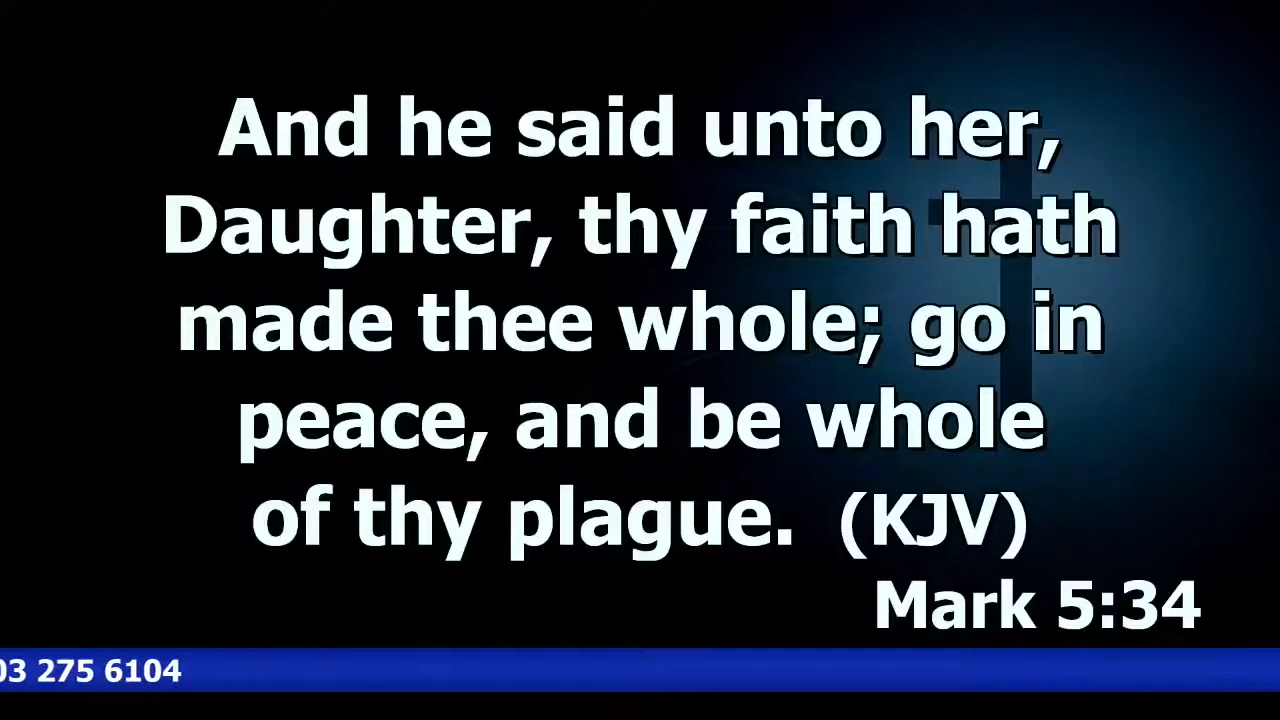 And he said unto her,
Daughter, thy faith hath
made thee whole; go in
peace, and be whole
of thy plague. (KJV)
Mark 5:34
03 275 6104